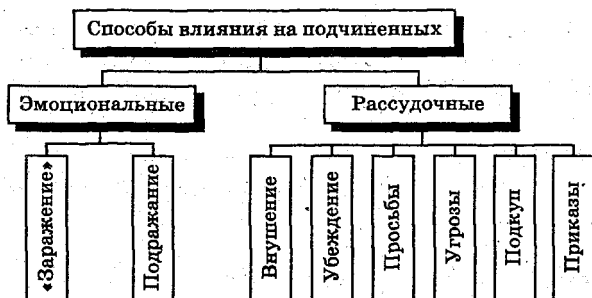 Способы влияния на подчиненных
Эмоциональные
Рассудочные
«Заражение»
Подражание
Внушение
Убеждение
Просьбы
Угрозы
Подкуп
Приказы